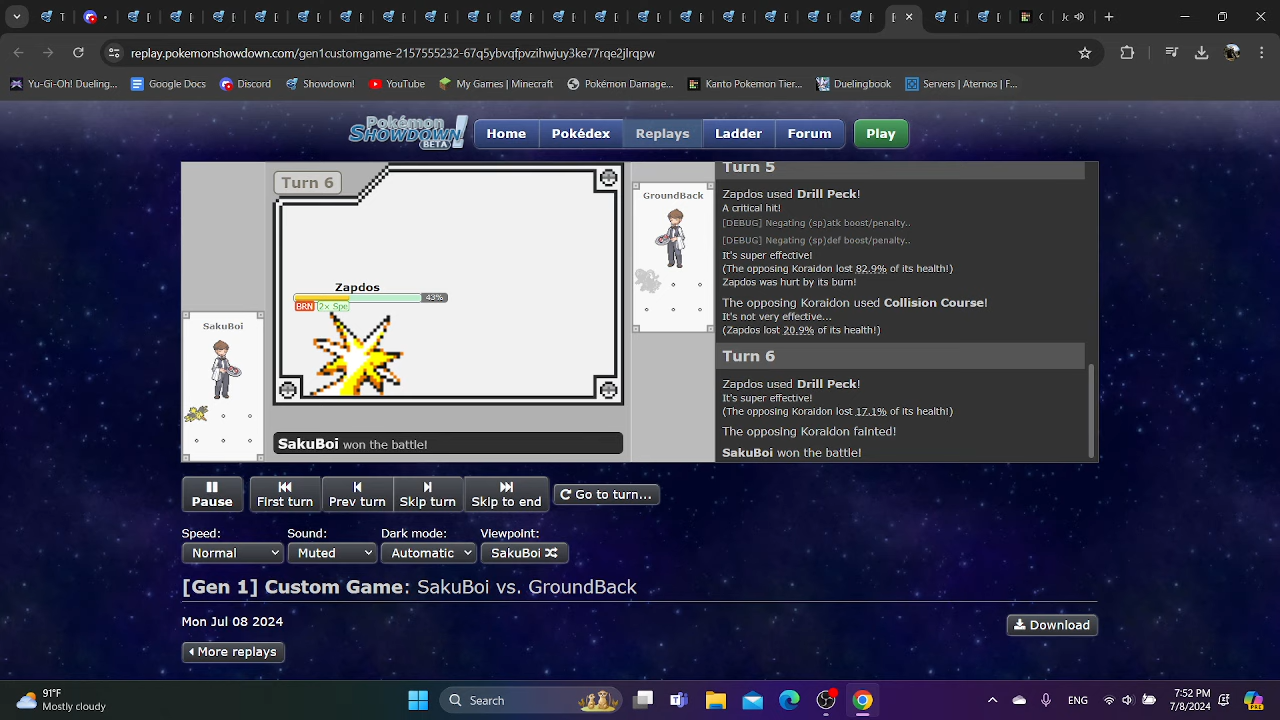 replay.pokemonshowdown.com/gen1customgame-2157555232-67q5ybvqfpvzihwjuy3ke77rqe2jlrqpw
Yu-Gi-Oh! Dueling... Google Docs Discord Showdown! YouTube My Games | Minecraft Pokémon Damage... Kanto Pokemon Tier... Duelingbook Servers | Aternos | F...
Pokémon SHOWDOWN! BETA
Home Pokédex Replays Ladder Forum Play
Turn 6
Zapdos
43%
BRN 2× Spe
SakuBoi
GroundBack
SakuBoi won the battle!
Turn 5
Zapdos used Drill Peck!
A critical hit!
[DEBUG] Negating (sp)atk boost/penalty..
[DEBUG] Negating (sp)def boost/penalty..
It's super effective!
(The opposing Koraidon lost 82.9% of its health!)
Zapdos was hurt by its burn!
The opposing Koraidon used Collision Course!
It's not very effective...
(Zapdos lost 20.9% of its health!)
Turn 6
Zapdos used Drill Peck!
It's super effective!
(The opposing Koraidon lost 17.1% of its health!)
The opposing Koraidon fainted!
SakuBoi won the battle!
Pause First turn Prev turn Skip turn Skip to end Go to turn...
Speed: Sound: Dark mode: Viewpoint:
Normal Muted Automatic SakuBoi
[Gen 1] Custom Game: SakuBoi vs. GroundBack
Mon Jul 08 2024
Download
More replays
91°F
Mostly cloudy
Search
ENG
7:52 PM
7/8/2024
PRE